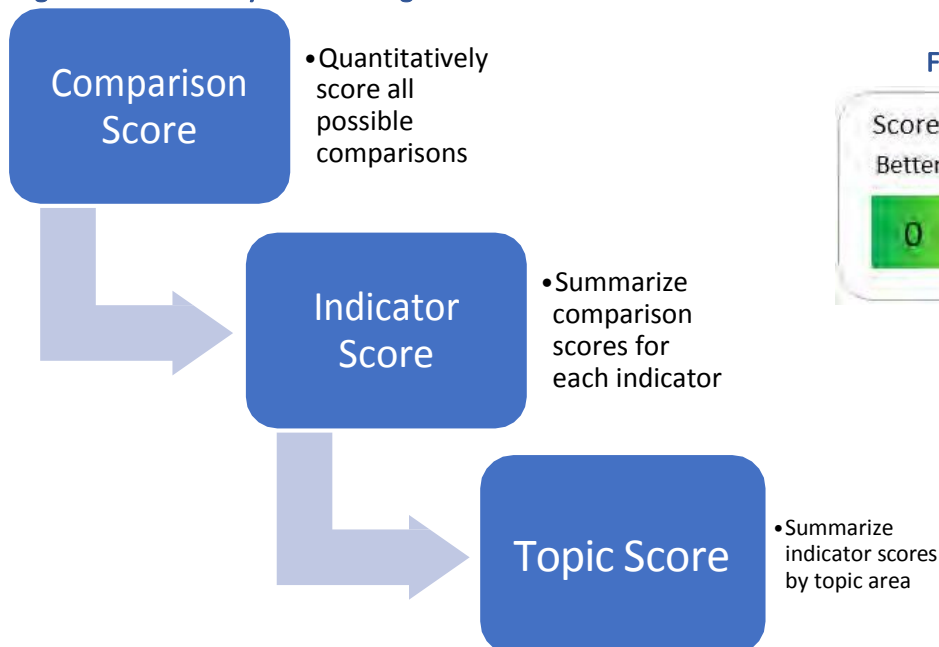 Comparison
Score
•Quantitatively
score all
possible
comparisons
F
Score
Better
0
Indicator
Score
•Summarize
comparison
scores for
each indicator
Topic Score
•Summarize
indicator scores
by topic area